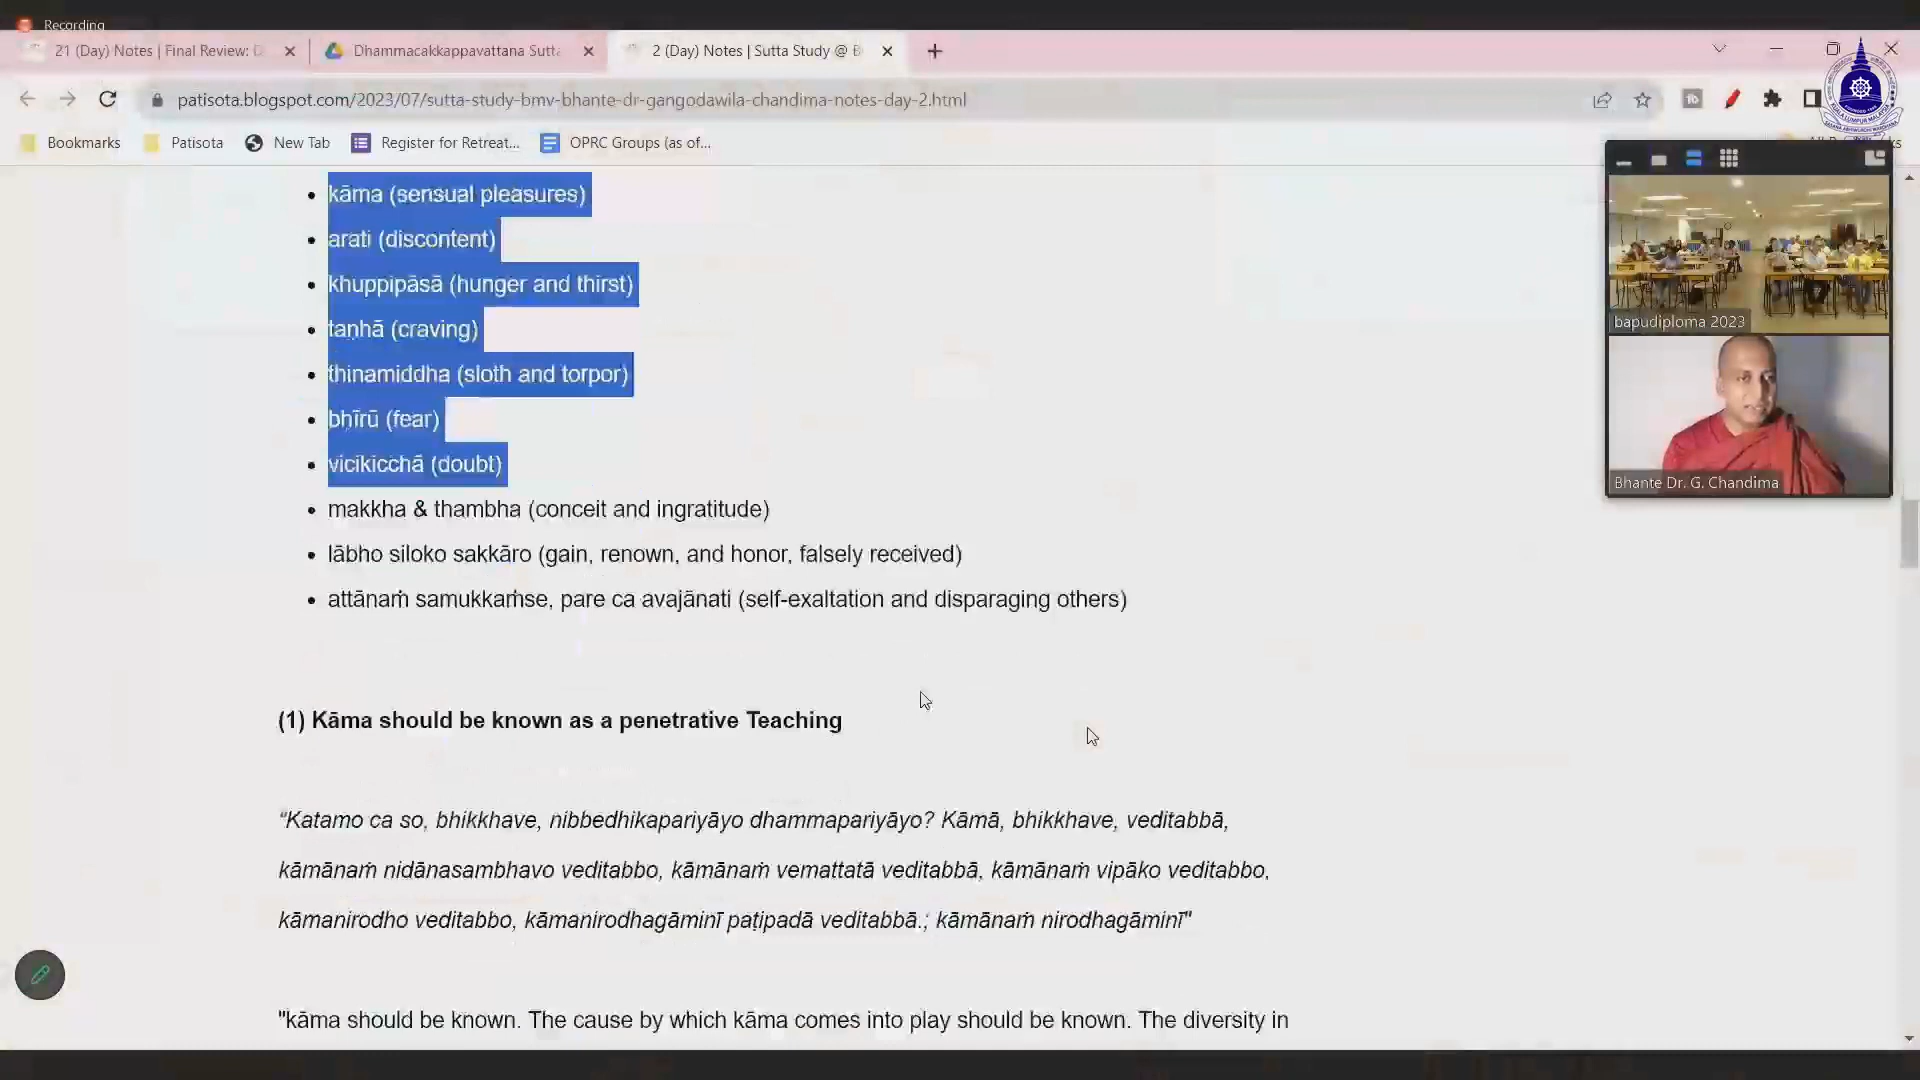 Recording
21 (Day) Notes | Final Review: D
Dhammacakkappavattana Sutta
2 (Day) Notes | Sutta Study @ B
patisota.blogspot.com/2023/07/sutta-study-bmv-bhante-dr-gangodawila-chandima-notes-day-2.html
Bookmarks
Patisota
New Tab
Register for Retreat...
OPRC Groups (as of...
kāma (sensual pleasures)
arati (discontent)
khuppipāsā (hunger and thirst)
taṇhā (craving)
thinamiddha (sloth and torpor)
bhīrū (fear)
vicikicchā (doubt)
makkha & thambha (conceit and ingratitude)
lābho siloko sakkāro (gain, renown, and honor, falsely received)
attānaṁ samukkaṁse, pare ca avajānati (self-exaltation and disparaging others)
bapudiploma 2023
Bhante Dr. G. Chandima
(1) Kāma should be known as a penetrative Teaching
“Katamo ca so, bhikkhave, nibbedhikapariyāyo dhammapariyāyo? Kāmā, bhikkhave, veditabbā,
kāmānaṁ nidānasambhavo veditabbo, kāmānaṁ vemattatā veditabbā, kāmānaṁ vipāko veditabbo,
kāmanirodho veditabbo, kāmanirodhagāminī paṭipadā veditabbā.; kāmānaṁ nirodhagāminī"
"kāma should be known. The cause by which kāma comes into play should be known. The diversity in